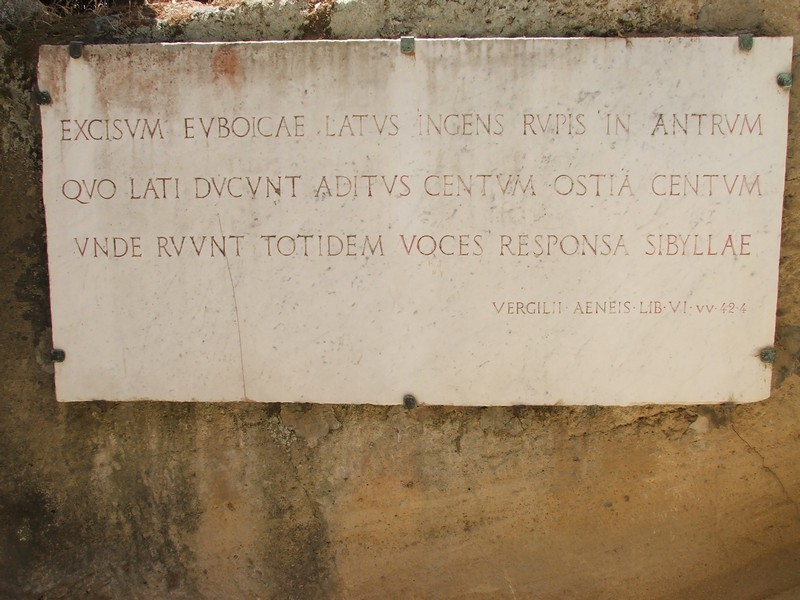 EXCISVM EVBOICAE LATVS INGENS RVPIS IN ANTRVM
QVO LATI DVCVNT ADITVS CENTVM OSTIA CENTVM
VNDE RVVNT TOTIDEM VOCES RESPONSA SIBYLLAE
VERGILII · AENEIS · LIB · VI · vv · 42-4